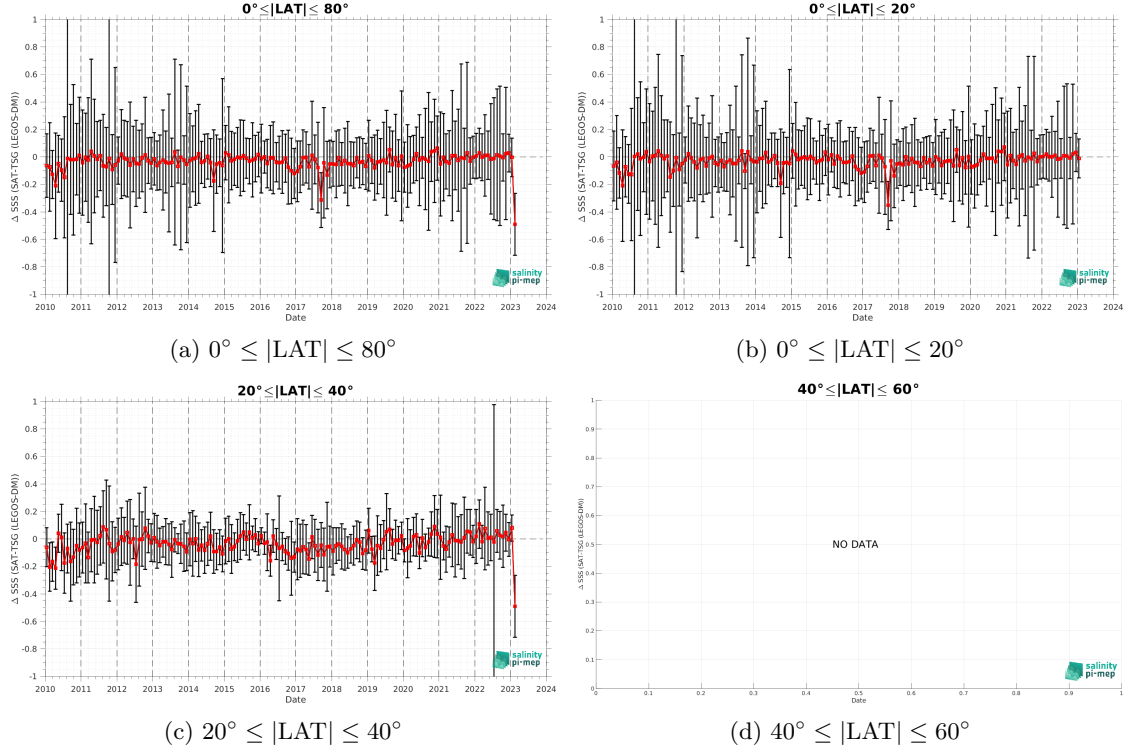 0°≤|LAT|≤ 80°
Δ SSS (SAT-TSG (LEGOS-DM))
1
0.8
0.6
0.4
0.2
0
-0.2
-0.4
-0.6
-0.8
-1
2010 2011 2012 2013 2014 2015 2016 2017 2018 2019 2020 2021 2022 2023 2024
Date
salinity
pi-mep
(a) 0° ≤ |LAT| ≤ 80°
0°≤|LAT|≤ 20°
Δ SSS (SAT-TSG (LEGOS-DM))
1
0.8
0.6
0.4
0.2
0
-0.2
-0.4
-0.6
-0.8
-1
2010 2011 2012 2013 2014 2015 2016 2017 2018 2019 2020 2021 2022 2023 2024
Date
salinity
pi-mep
(b) 0° ≤ |LAT| ≤ 20°
20°≤|LAT|≤ 40°
Δ SSS (SAT-TSG (LEGOS-DM))
1
0.8
0.6
0.4
0.2
0
-0.2
-0.4
-0.6
-0.8
-1
2010 2011 2012 2013 2014 2015 2016 2017 2018 2019 2020 2021 2022 2023 2024
Date
salinity
pi-mep
(c) 20° ≤ |LAT| ≤ 40°
40°≤|LAT|≤ 60°
Δ SSS (SAT-TSG (LEGOS-DM))
1
0.9
0.8
0.7
0.6
0.5
0.4
0.3
0.2
0.1
0
NO DATA
0 0.1 0.2 0.3 0.4 0.5 0.6 0.7 0.8 0.9 1
Date
salinity
pi-mep
(d) 40° ≤ |LAT| ≤ 60°